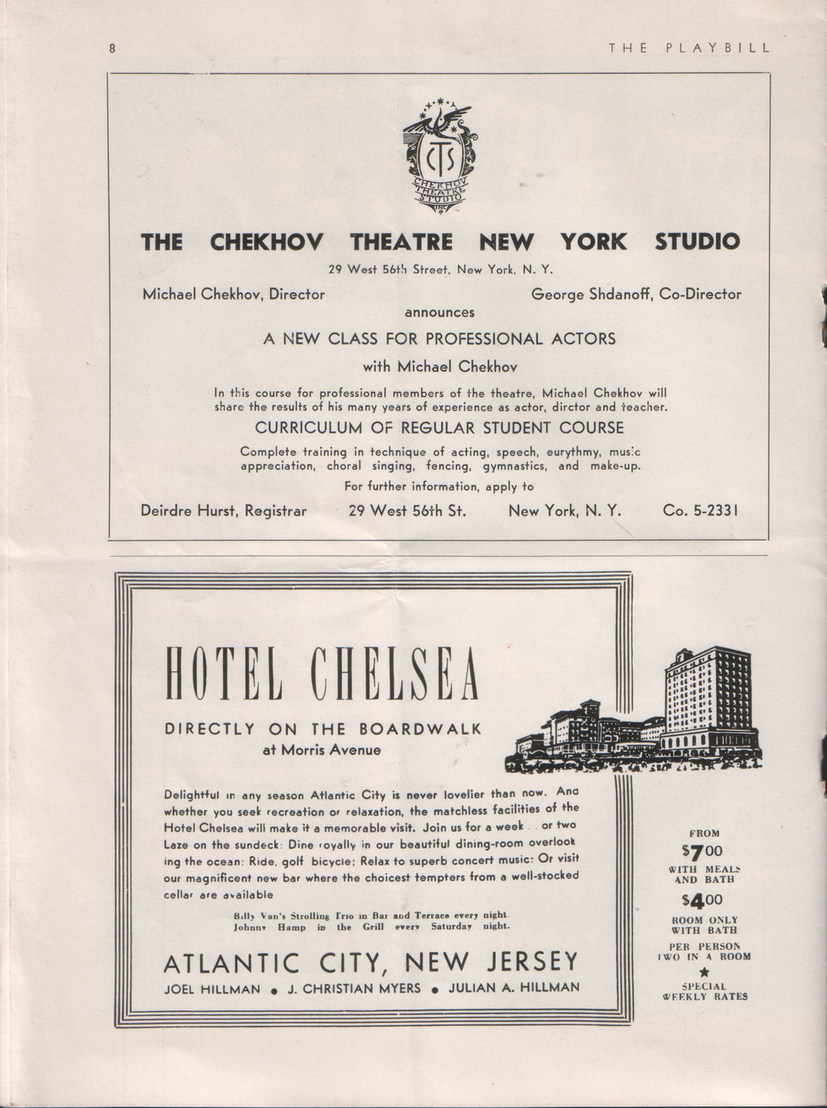 8
THE PLAYBILL
CTS
CHEKHOV
THEATRE
STUDIO
INC
THE CHEKHOV THEATRE NEW YORK STUDIO
29 West 56th Street, New York, N. Y.
Michael Chekhov, Director George Shdanoff, Co-Director
announces
A NEW CLASS FOR PROFESSIONAL ACTORS
with Michael Chekhov
In this course for professional members of the theatre, Michael Chekhov will
share the results of his many years of experience as actor, dirctor and teacher.
CURRICULUM OF REGULAR STUDENT COURSE
Complete training in technique of acting, speech, eurythmy, music
appreciation, choral singing, fencing, gymnastics, and make-up.
For further information, apply to
Deirdre Hurst, Registrar 29 West 56th St. New York, N. Y. Co. 5-2331
HOTEL CHELSEA
DIRECTLY ON THE BOARDWALK
at Morris Avenue
Delightful in any season Atlantic City is never lovelier than now. And
whether you seek recreation or relaxation, the matchless facilities of the
Hotel Chelsea will make it a memorable visit. Join us for a week . . or two
Laze on the sundeck: Dine royally in our beautiful dining-room overlook
ing the ocean: Ride, golf bicycle; Relax to superb concert music: Or visit
our magnificent new bar where the choicest tempters from a well-stocked
cellar are available
Billy Van's Strolling Trio in Bar and Terrace every night
Johnny Hamp in the Grill every Saturday night.
ATLANTIC CITY, NEW JERSEY
JOEL HILLMAN ● J. CHRISTIAN MYERS ● JULIAN A. HILLMAN
FROM
$7.00
WITH MEALS
AND BATH
$4.00
ROOM ONLY
WITH BATH
PER PERSON
TWO IN A ROOM
★
SPECIAL
WEEKLY RATES